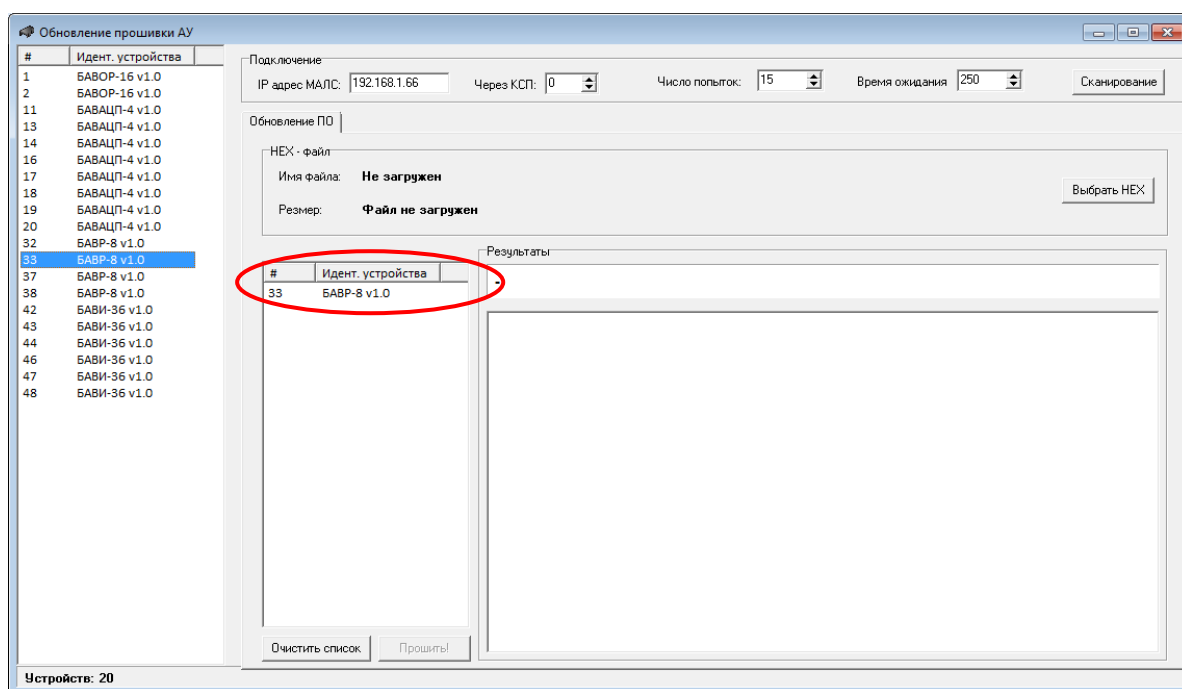 Обновление прошивки АУ
# Идент. устройства
1 БАВОР-16 v1.0
2 БАВОР-16 v1.0
11 БАВАЦП-4 v1.0
13 БАВАЦП-4 v1.0
14 БАВАЦП-4 v1.0
16 БАВАЦП-4 v1.0
17 БАВАЦП-4 v1.0
18 БАВАЦП-4 v1.0
19 БАВАЦП-4 v1.0
20 БАВАЦП-4 v1.0
32 БАВР-8 v1.0
33 БАВР-8 v1.0
37 БАВР-8 v1.0
38 БАВР-8 v1.0
42 БАВИ-36 v1.0
43 БАВИ-36 v1.0
44 БАВИ-36 v1.0
46 БАВИ-36 v1.0
47 БАВИ-36 v1.0
48 БАВИ-36 v1.0
Подключение
IP адрес МАЛС: 192.168.1.66 Через КСП: 0 Число попыток: 15 Время ожидания 250 Сканирование
Обновление ПО
HEX - файл
Имя файла: Не загружен
Выбрать HEX
Резмер: Файл не загружен
# Идент. устройства
33 БАВР-8 v1.0
Результаты
-
Очистить список Прошить!
Устройств: 20